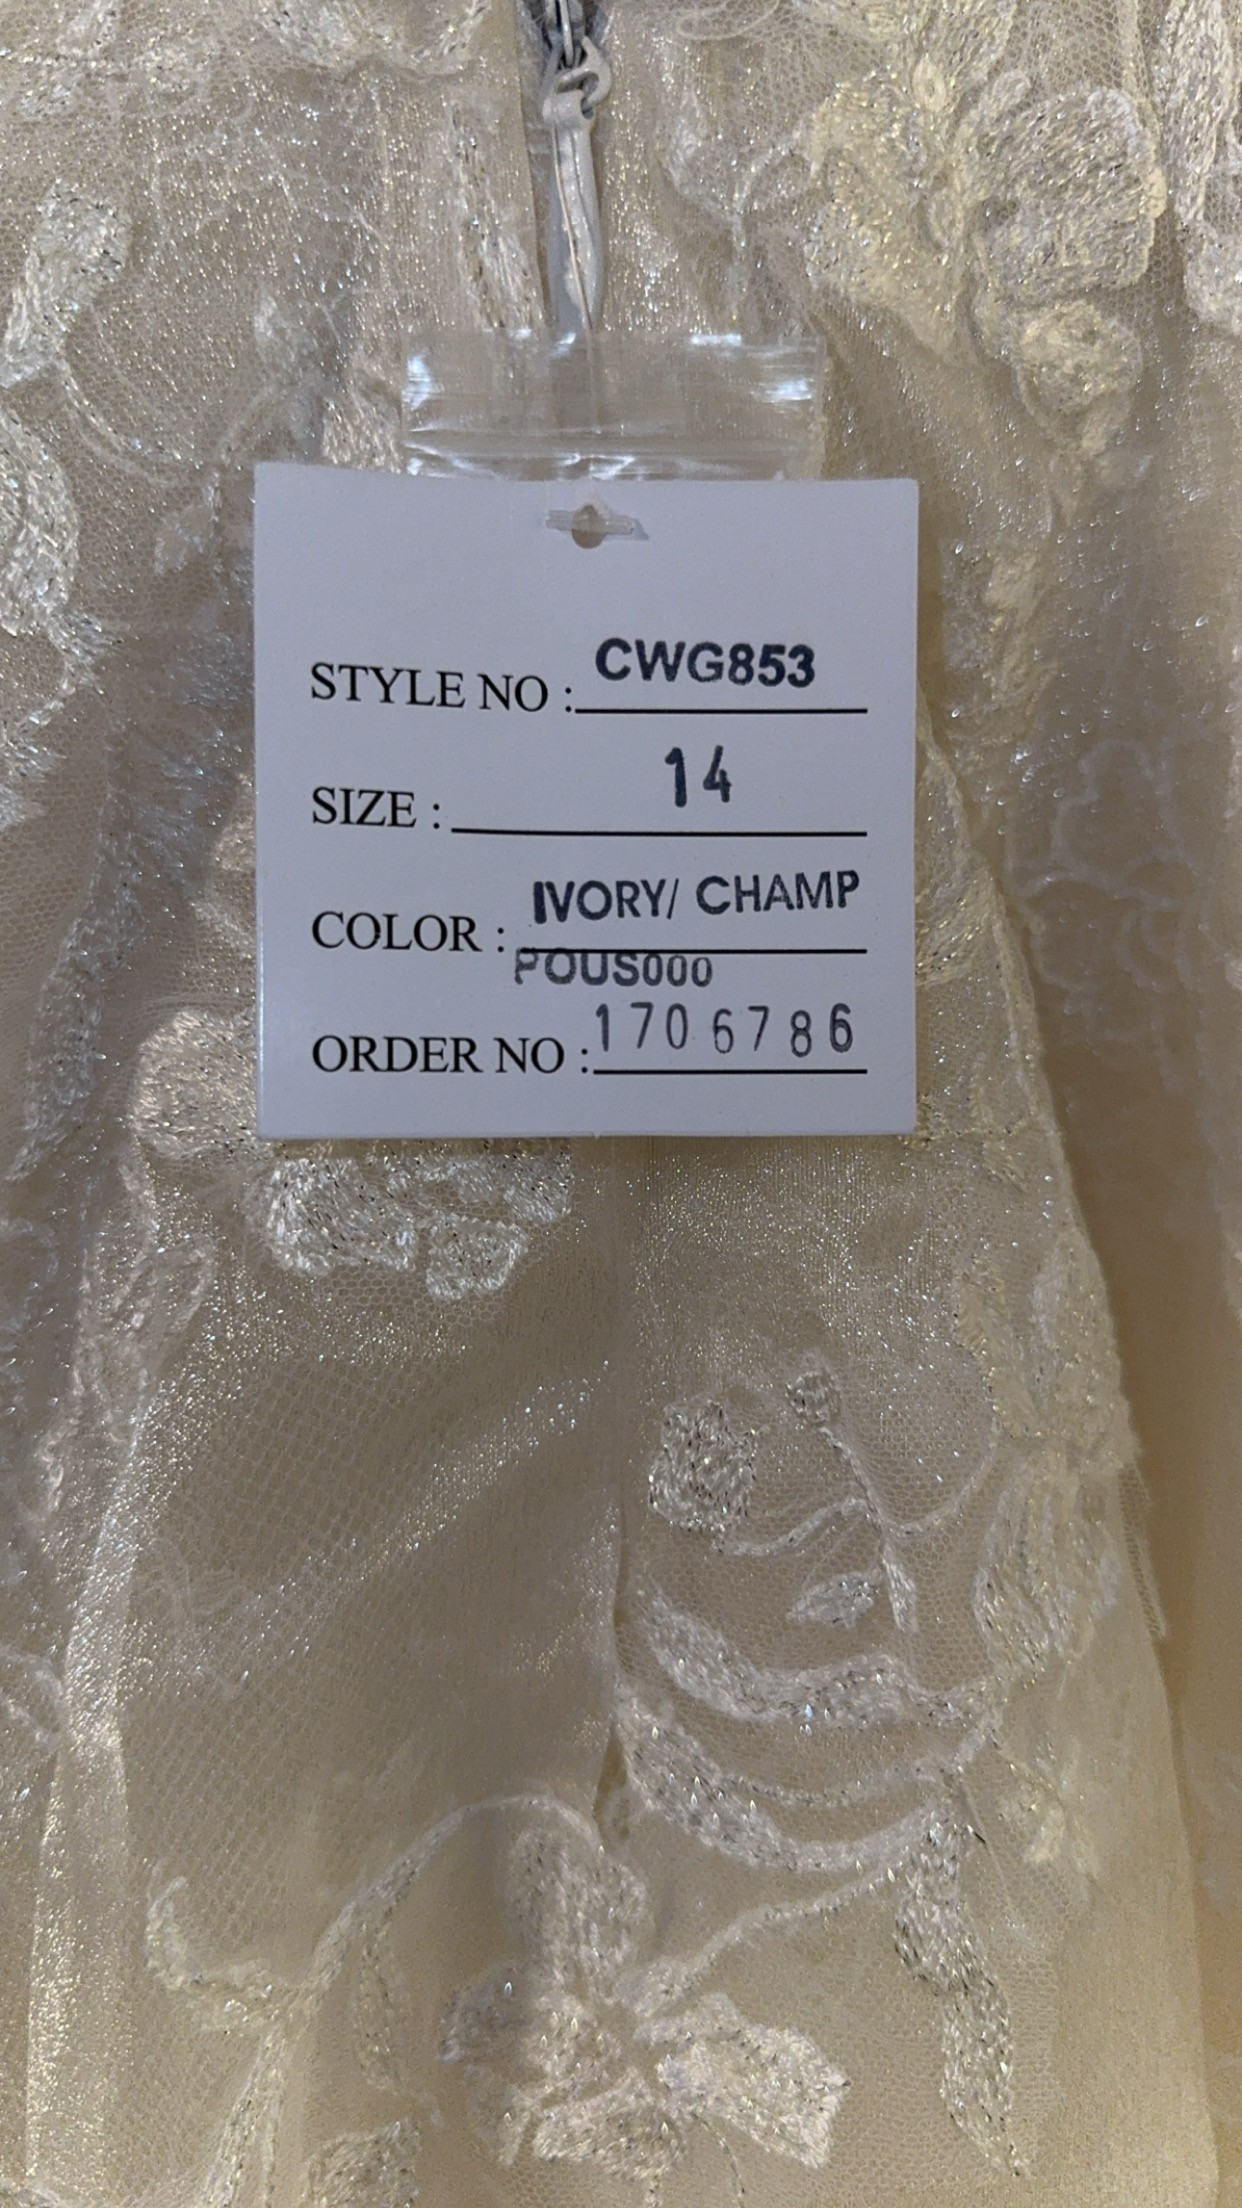 STYLE NO : CWG853
SIZE : 14
COLOR : IVORY/ CHAMP
POUS000
ORDER NO : 1706786